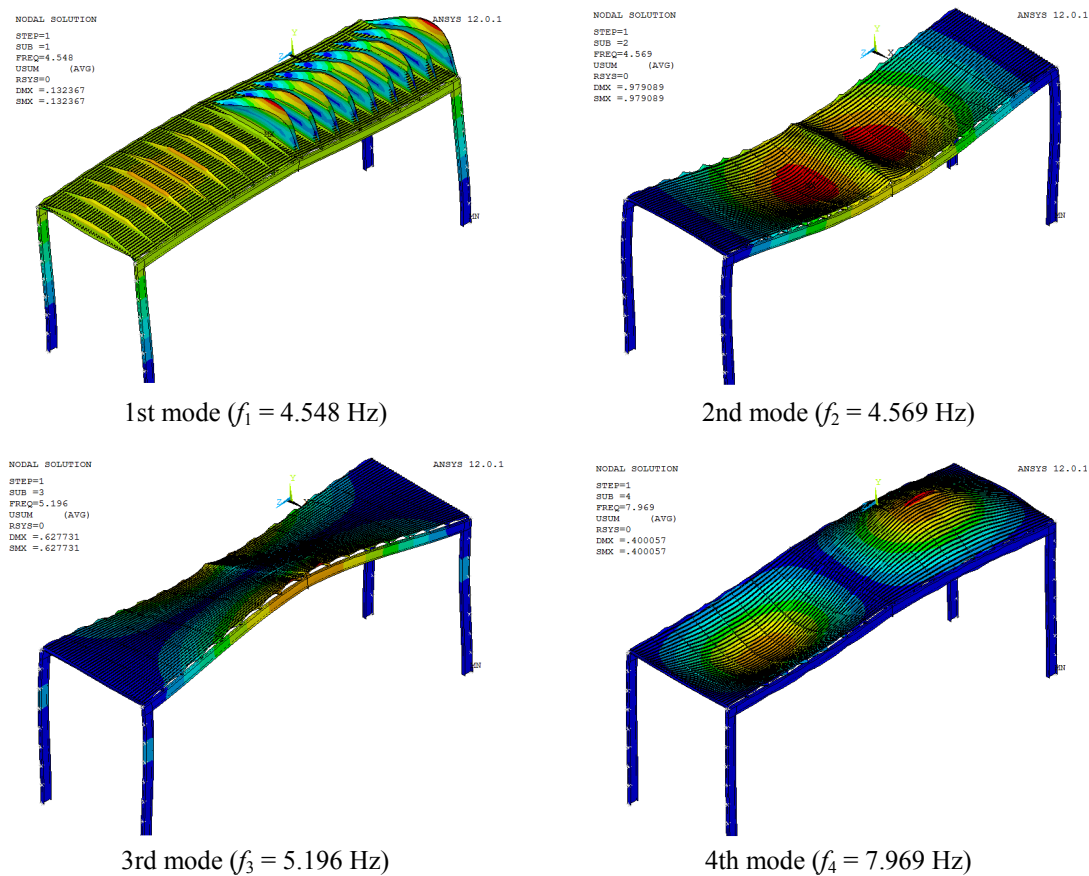 NODAL SOLUTION
ANSYS 12.0.1
STEP=1
SUB =1
FREQ=4.548
USUM (AVG)
RSYS=0
DMX =.132367
SMX =.132367
Y
Z
MX
MN
1st mode (f1 = 4.548 Hz)
NODAL SOLUTION
ANSYS 12.0.1
STEP=1
SUB =2
FREQ=4.569
USUM (AVG)
RSYS=0
DMX =.979089
SMX =.979089
Y
Z X
2nd mode (f2 = 4.569 Hz)
NODAL SOLUTION
ANSYS 12.0.1
STEP=1
SUB =3
FREQ=5.196
USUM (AVG)
RSYS=0
DMX =.627731
SMX =.627731
Y
Z X
MN
3rd mode (f3 = 5.196 Hz)
NODAL SOLUTION
ANSYS 12.0.1
STEP=1
SUB =4
FREQ=7.969
USUM (AVG)
RSYS=0
DMX =.400057
SMX =.400057
Y
Z
MN
4th mode (f4 = 7.969 Hz)